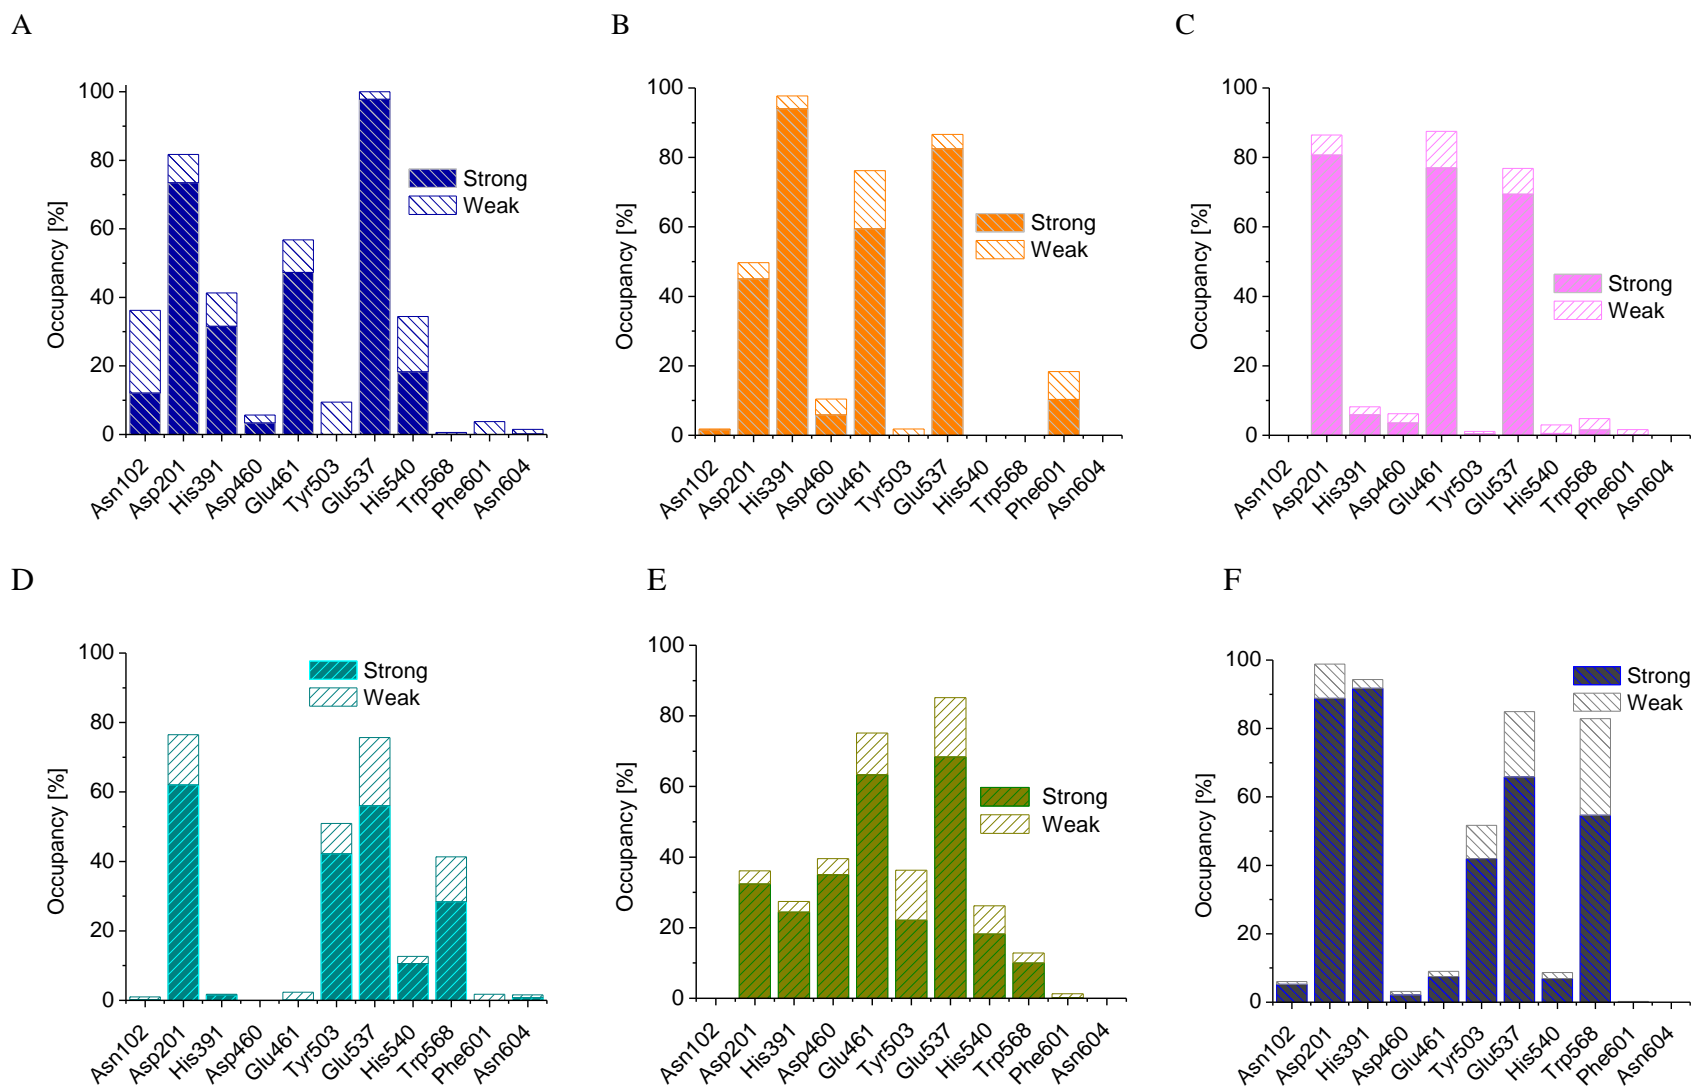 A
Occupancy [%]
100
80
60
40
20
0
Strong
Weak
Asn102
Asp201
His391
Asp460
Glu461
Tyr503
Glu537
His540
Trp568
Phe601
Asn604
B
Occupancy [%]
100
80
60
40
20
0
Strong
Weak
Asn102
Asp201
His391
Asp460
Glu461
Tyr503
Glu537
His540
Trp568
Phe601
Asn604
C
Occupancy [%]
100
80
60
40
20
0
Strong
Weak
Asn102
Asp201
His391
Asp460
Glu461
Tyr503
Glu537
His540
Trp568
Phe601
Asn604
D
Occupancy [%]
100
80
60
40
20
0
Strong
Weak
Asn102
Asp201
His391
Asp460
Glu461
Tyr503
Glu537
His540
Trp568
Phe601
Asn604
E
Occupancy [%]
100
80
60
40
20
0
Strong
Weak
Asn102
Asp201
His391
Asp460
Glu461
Tyr503
Glu537
His540
Trp568
Phe601
Asn604
F
Occupancy [%]
100
80
60
40
20
0
Strong
Weak
Asn102
Asp201
His391
Asp460
Glu461
Tyr503
Glu537
His540
Trp568
Phe601
Asn604